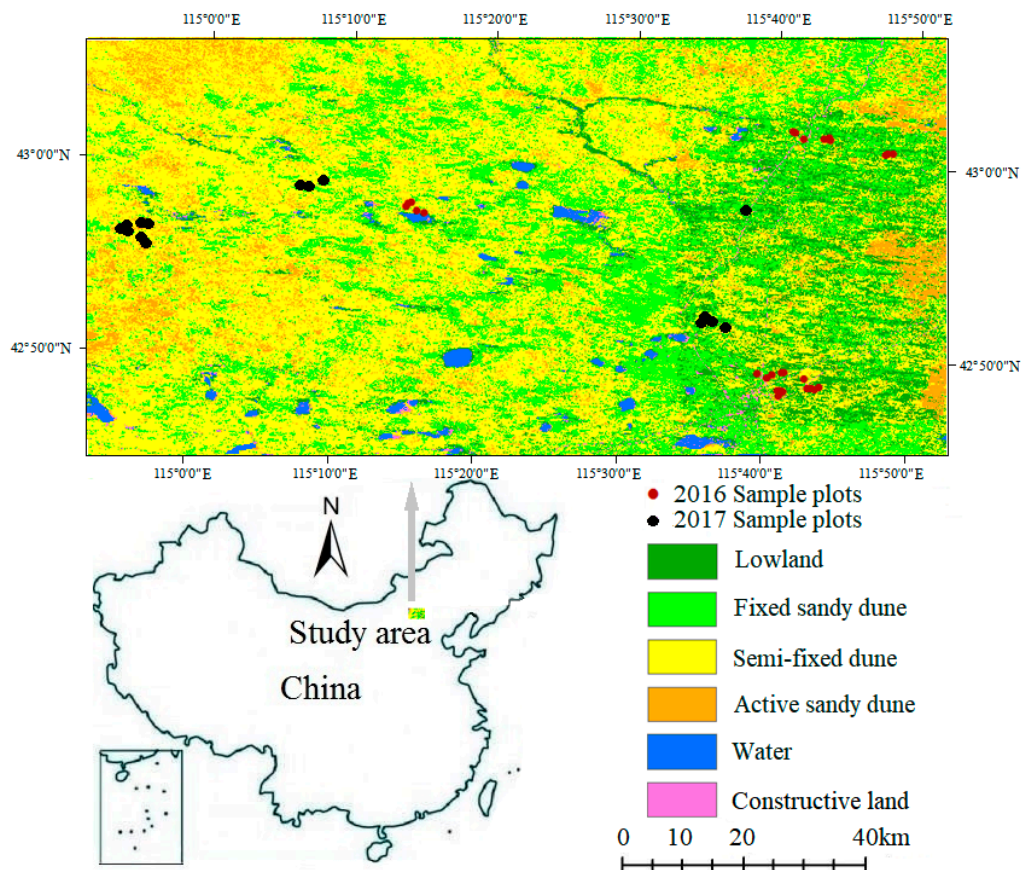 115°0'0"E 115°10'0"E 115°20'0"E 115°30'0"E 115°40'0"E 115°50'0"E
43°0'0"N
43°0'0"N
42°50'0"N
42°50'0"N
115°0'0"E 115°10'0"E 115°20'0"E 115°30'0"E 115°40'0"E 115°50'0"E
N
Study area
China
2016 Sample plots
2017 Sample plots
Lowland
Fixed sandy dune
Semi-fixed dune
Active sandy dune
Water
Constructive land
0 10 20 40km